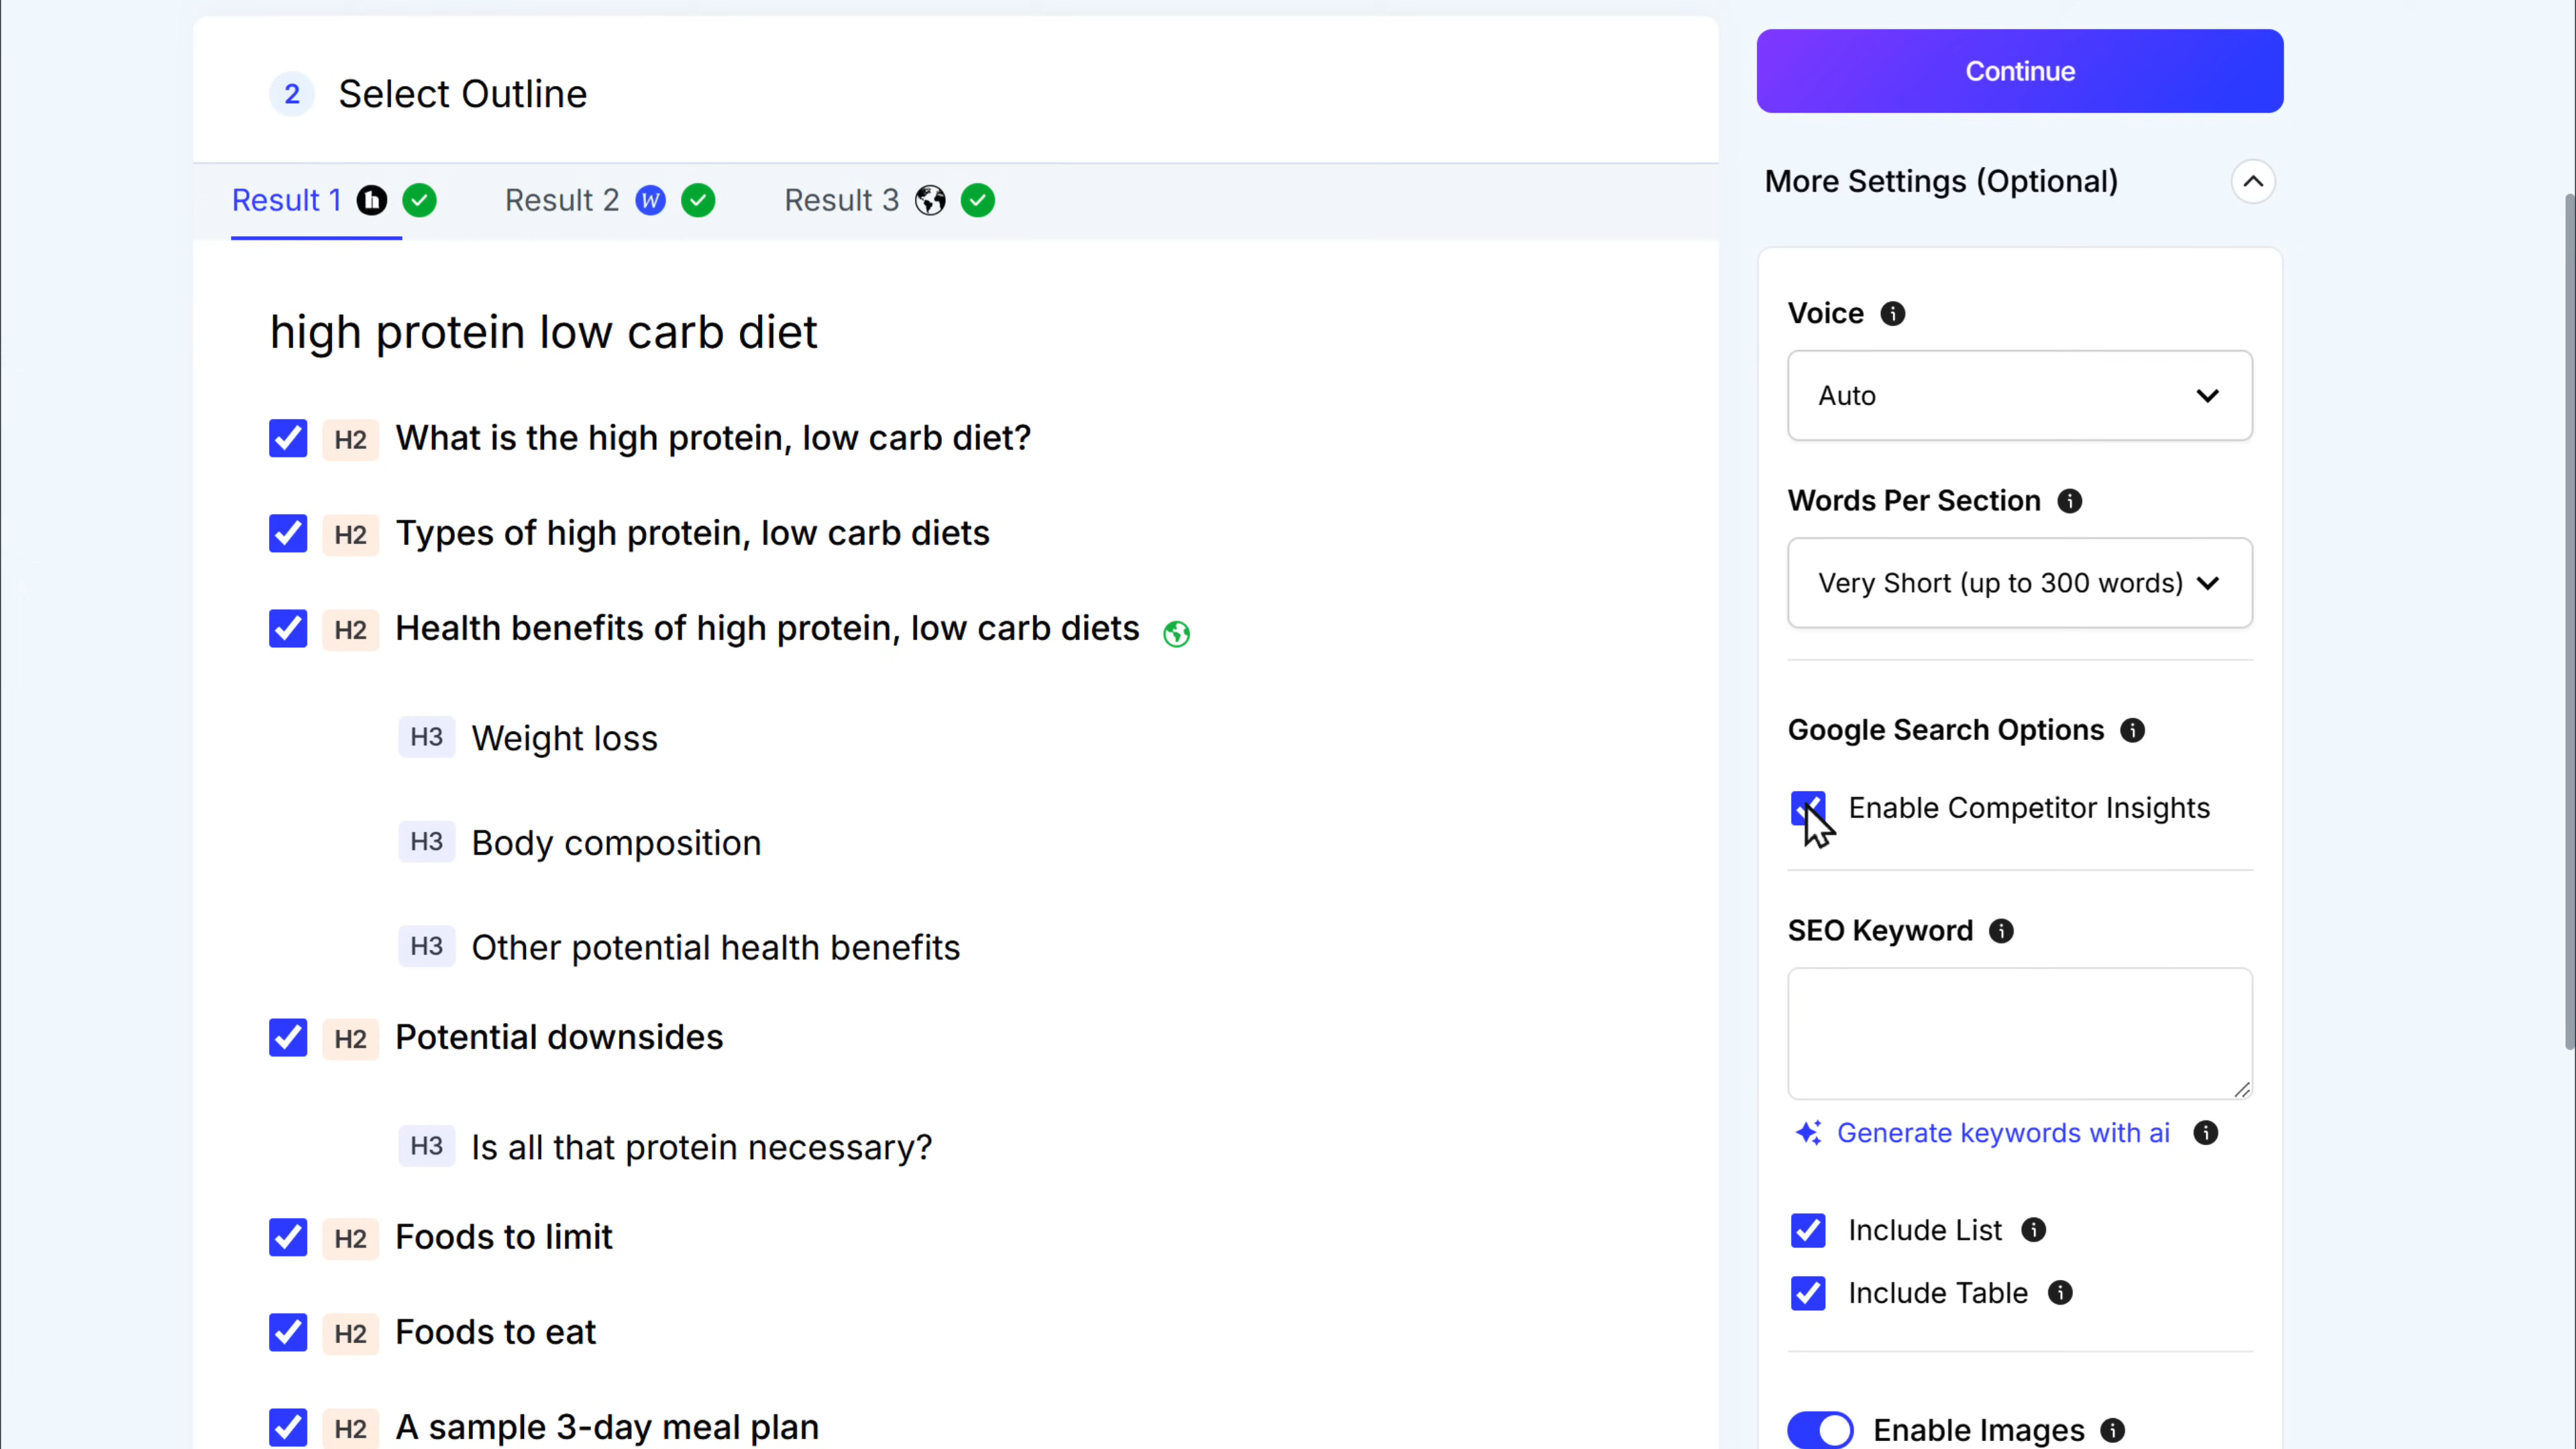 2 Select Outline
Result 1 Result 2 W Result 3
high protein low carb diet
H2 What is the high protein, low carb diet?
H2 Types of high protein, low carb diets
H2 Health benefits of high protein, low carb diets
H3 Weight loss
H3 Body composition
H3 Other potential health benefits
H2 Potential downsides
H3 Is all that protein necessary?
H2 Foods to limit
H2 Foods to eat
H2 A sample 3-day meal plan
Continue
More Settings (Optional)
Voice
Auto
Words Per Section
Very Short (up to 300 words)
Google Search Options
Enable Competitor Insights
SEO Keyword
Generate keywords with ai
Include List
Include Table
Enable Images